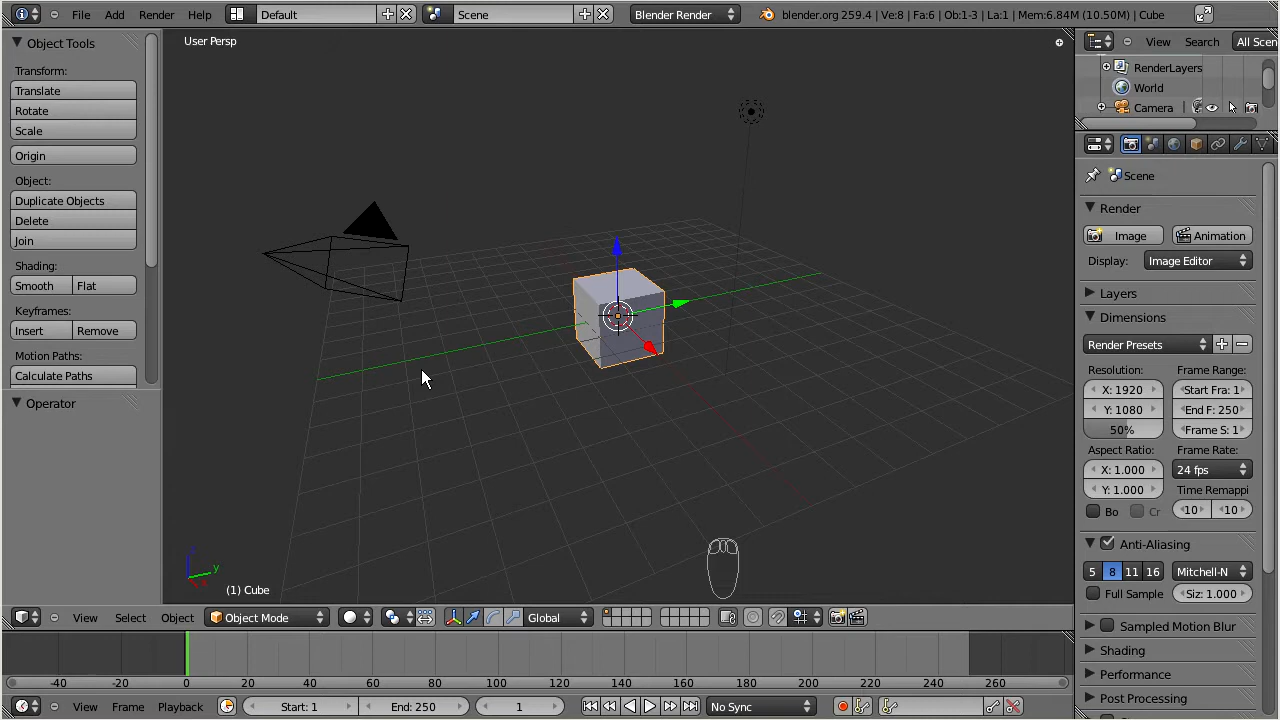 File Add Render Help Default Scene Blender Render blender.org 259.4 | Ve:8 | Fa:6 | Ob:1-3 | La:1 | Mem:6.84M (10.50M) | Cube
User Persp
Object Tools
Transform:
Translate
Rotate
Scale
Origin
Object:
Duplicate Objects
Delete
Join
Shading:
Smooth Flat
Keyframes:
Insert Remove
Motion Paths:
Calculate Paths
Operator
y
(1) Cube
View Select Object Object Mode Global
-40 -20 0 20 40 60 80 100 120 140 160 180 200 220 240 260
View Frame Playback Start: 1 End: 250 1 No Sync
View Search All Scen
RenderLayers
World
Camera
Scene
Render
Image Animation
Display: Image Editor
Layers
Dimensions
Render Presets
Resolution: Frame Range:
X: 1920 Start Fra: 1
Y: 1080 End F: 250
50% Frame S: 1
Aspect Ratio: Frame Rate:
X: 1.000 24 fps
Y: 1.000 Time Remappi
Bo Cr 10 10
Anti-Aliasing
5 8 11 16 Mitchell-N
Full Sample Siz: 1.000
Sampled Motion Blur
Shading
Performance
Post Processing